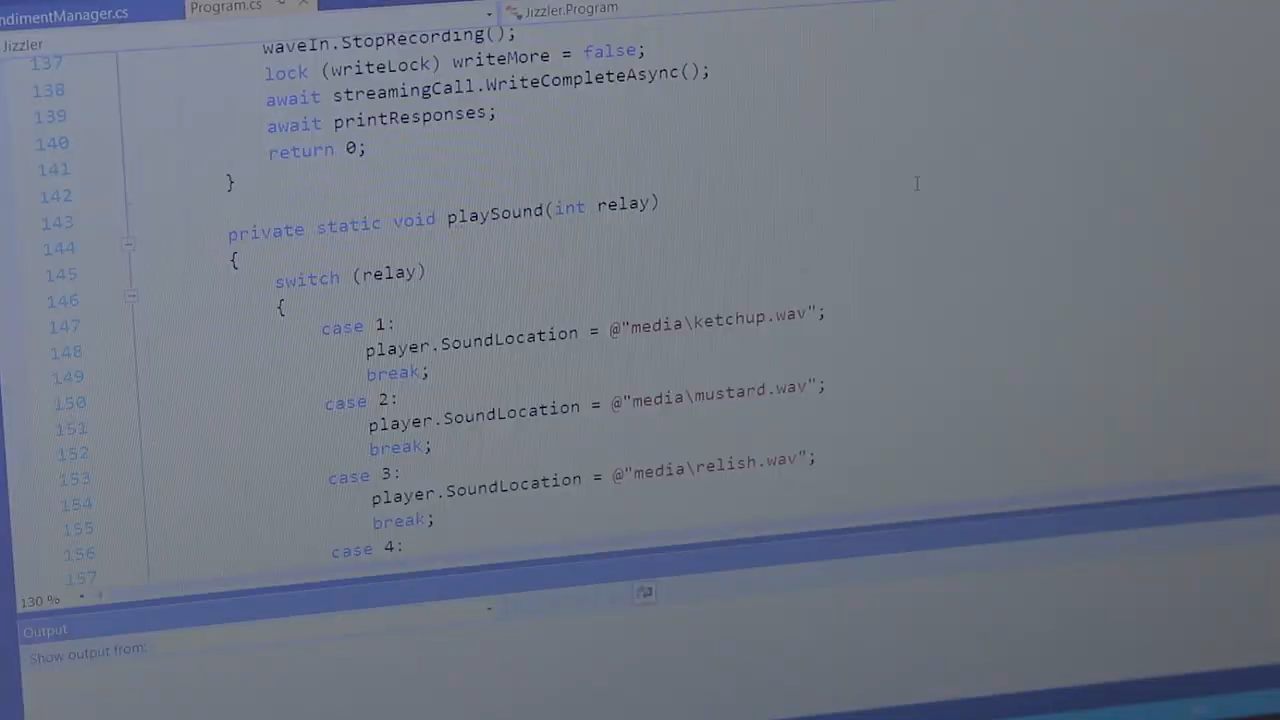 ndimentManager.cs
Program.cs
Jizzler
Jizzler.Program
137 waveIn.StopRecording();
138 lock (writeLock) writeMore = false;
139 await streamingCall.WriteCompleteAsync();
140 await printResponses;
141 return 0;
142 }
143
144 private static void playSound(int relay)
145 {
146 switch (relay)
147 {
148 case 1:
149 player.SoundLocation = @"media\ketchup.wav";
150 break;
151 case 2:
152 player.SoundLocation = @"media\mustard.wav";
153 break;
154 case 3:
155 player.SoundLocation = @"media\relish.wav";
156 break;
157 case 4:
130 %
Output
Show output from: